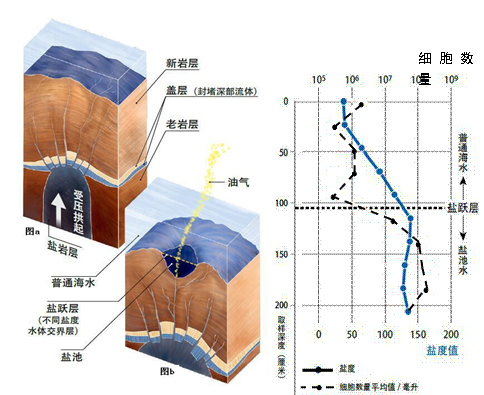 新岩层
盖层（封堵深部流体）
老岩层
受压拱起
图a
盐岩层
油气
普通海水
盐跃层
（不同盐度
水体交界层）
盐池
图b
细胞数
量
10⁵ 10⁶ 10⁷ 10⁸ 10⁹
0
50
100
150
200
普通海水
盐跃层
盐池水
取样深度（厘米）
0 50 100 150 200
盐度值
盐度
细胞数量平均值/毫升